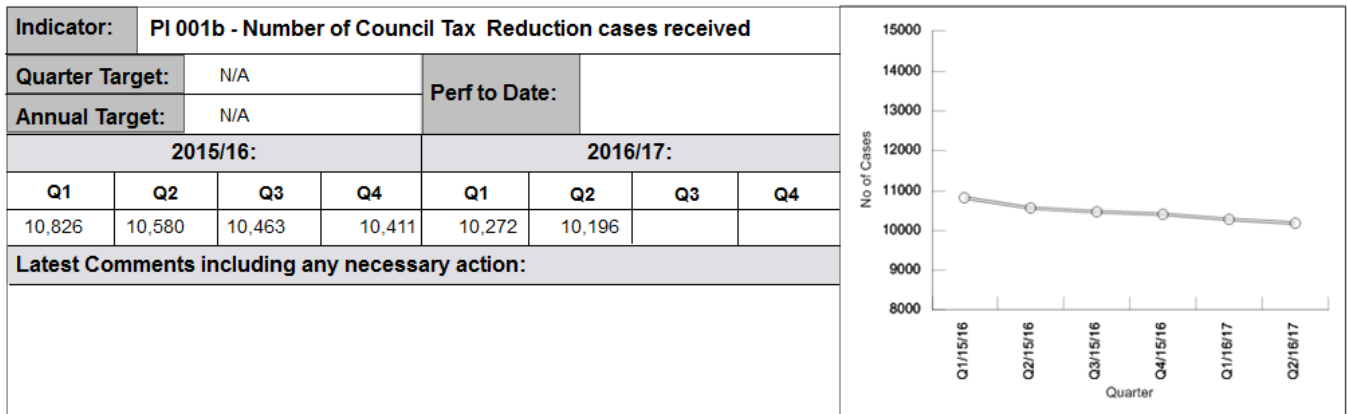 Indicator: PI 001b - Number of Council Tax Reduction cases received
Quarter Target: N/A
Perf to Date:
Annual Target: N/A
2015/16: 2016/17:
Q1 Q2 Q3 Q4 Q1 Q2 Q3 Q4
10,826 10,580 10,463 10,411 10,272 10,196
Latest Comments including any necessary action:
15000
14000
13000
12000
11000
10000
9000
8000
No of Cases
Q1/15/16
Q2/15/16
Q3/15/16
Q4/15/16
Q1/16/17
Q2/16/17
Quarter